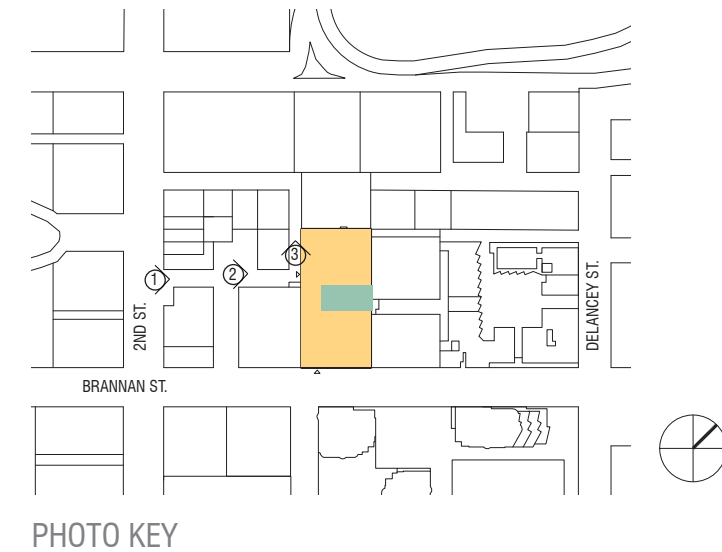 3
1
2
2ND ST.
DELANCEY ST.
BRANNAN ST.
PHOTO KEY